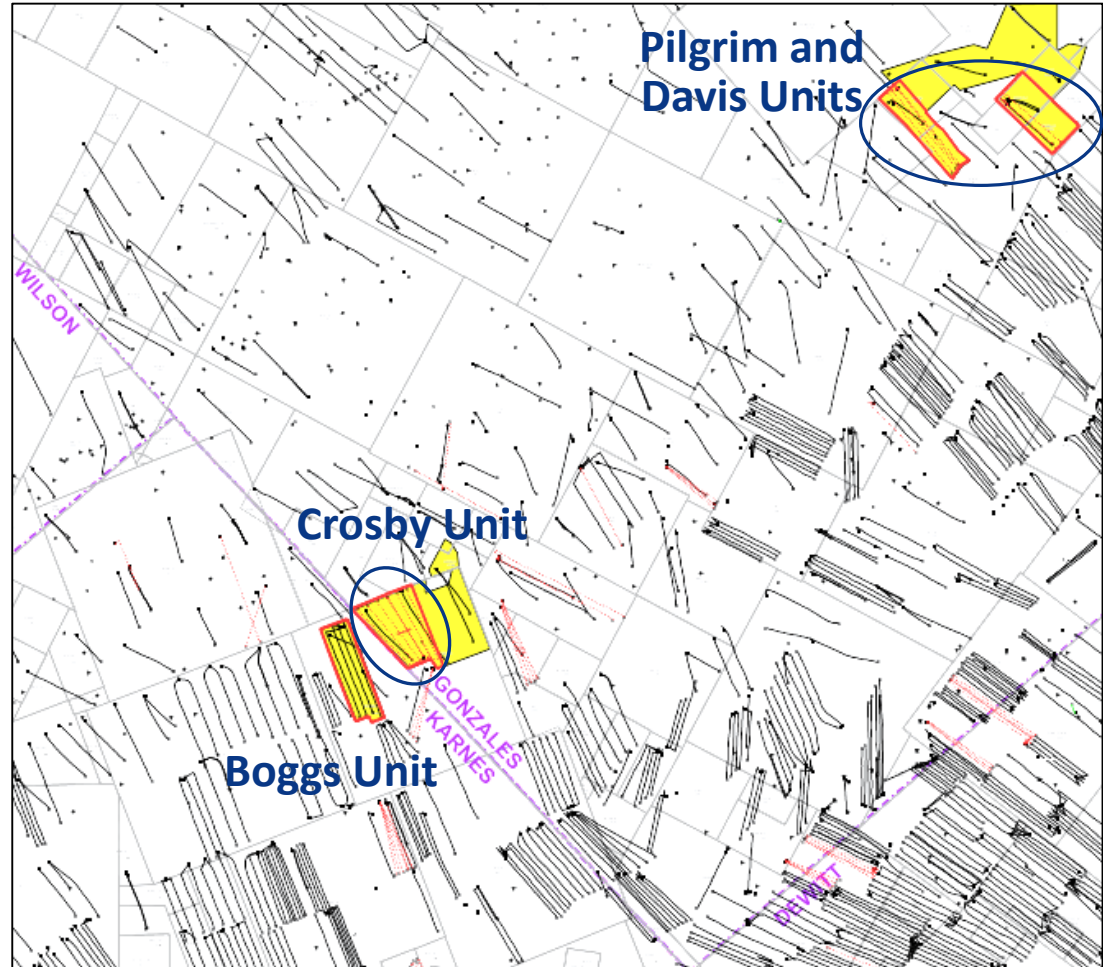 Pilgrim and
Davis Units
WILSON
Crosby Unit
GONZALES
KARNES
Boggs Unit
DEWITT